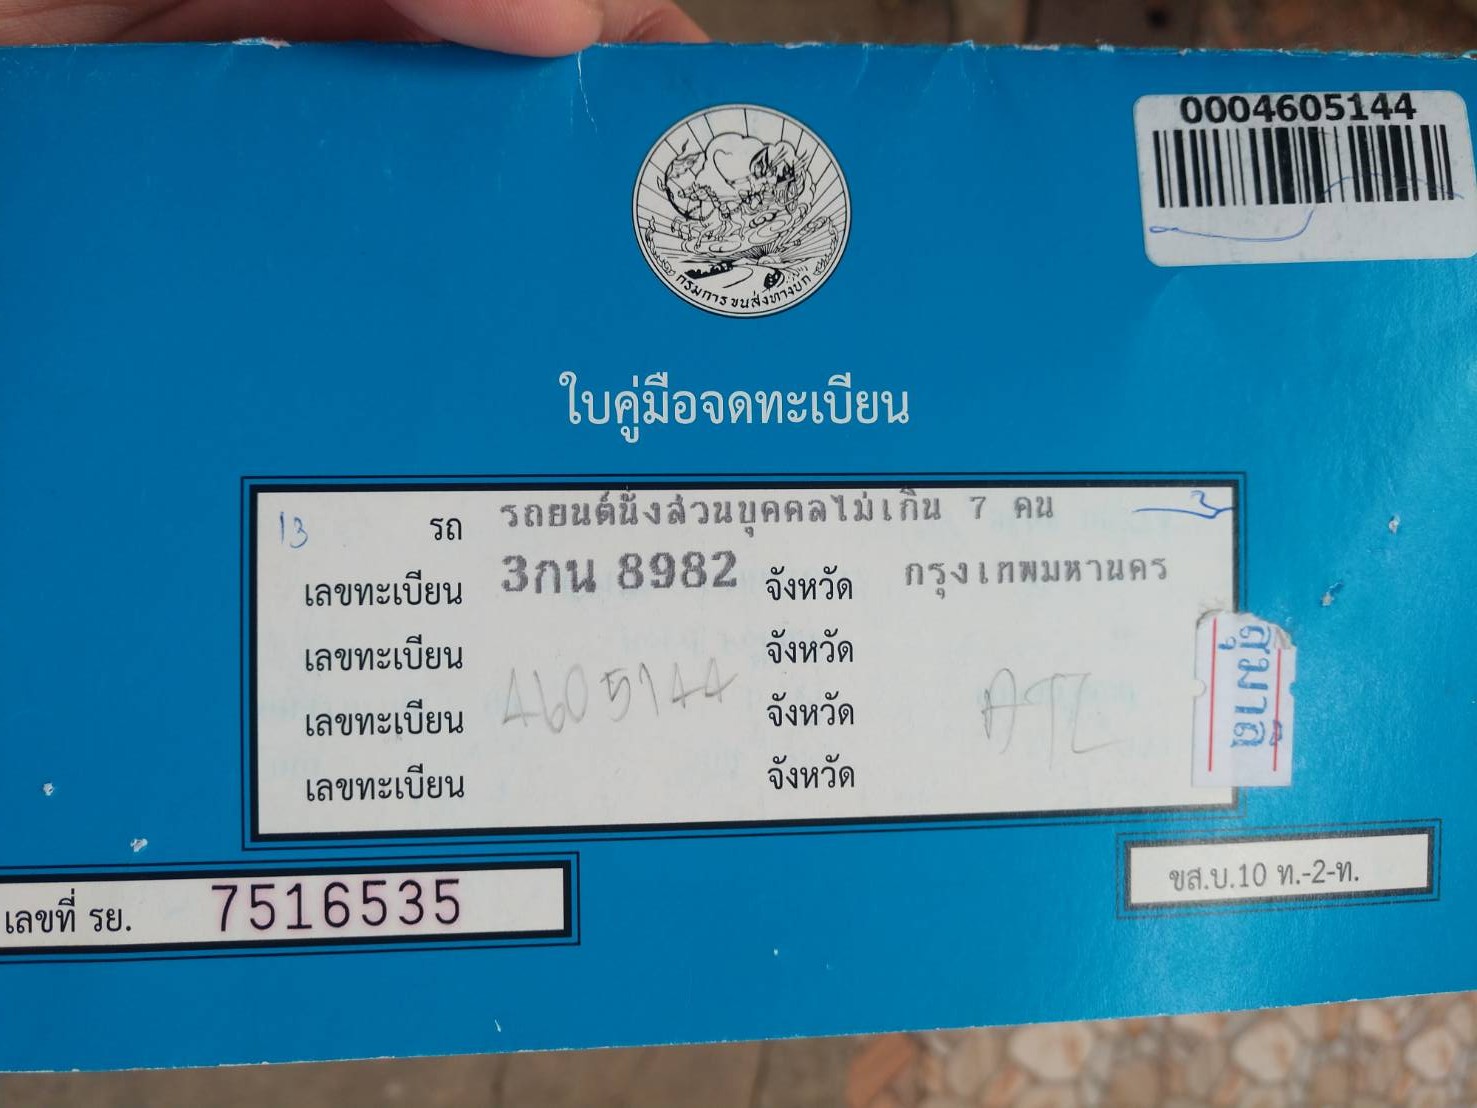 0004605144
กรมการขนส่งทางบก
ใบคู่มือจดทะเบียน
13 รถ รถยนต์นั่งส่วนบุคคลไม่เกิน 7 คน
เลขทะเบียน 3กน 8982 จังหวัด กรุงเทพมหานคร
เลขทะเบียน จังหวัด
เลขทะเบียน 4605144 จังหวัด
เลขทะเบียน จังหวัด
สุมาลี
เลขที่ รย. 7516535
ขส.บ.10 ท.-2-ท.